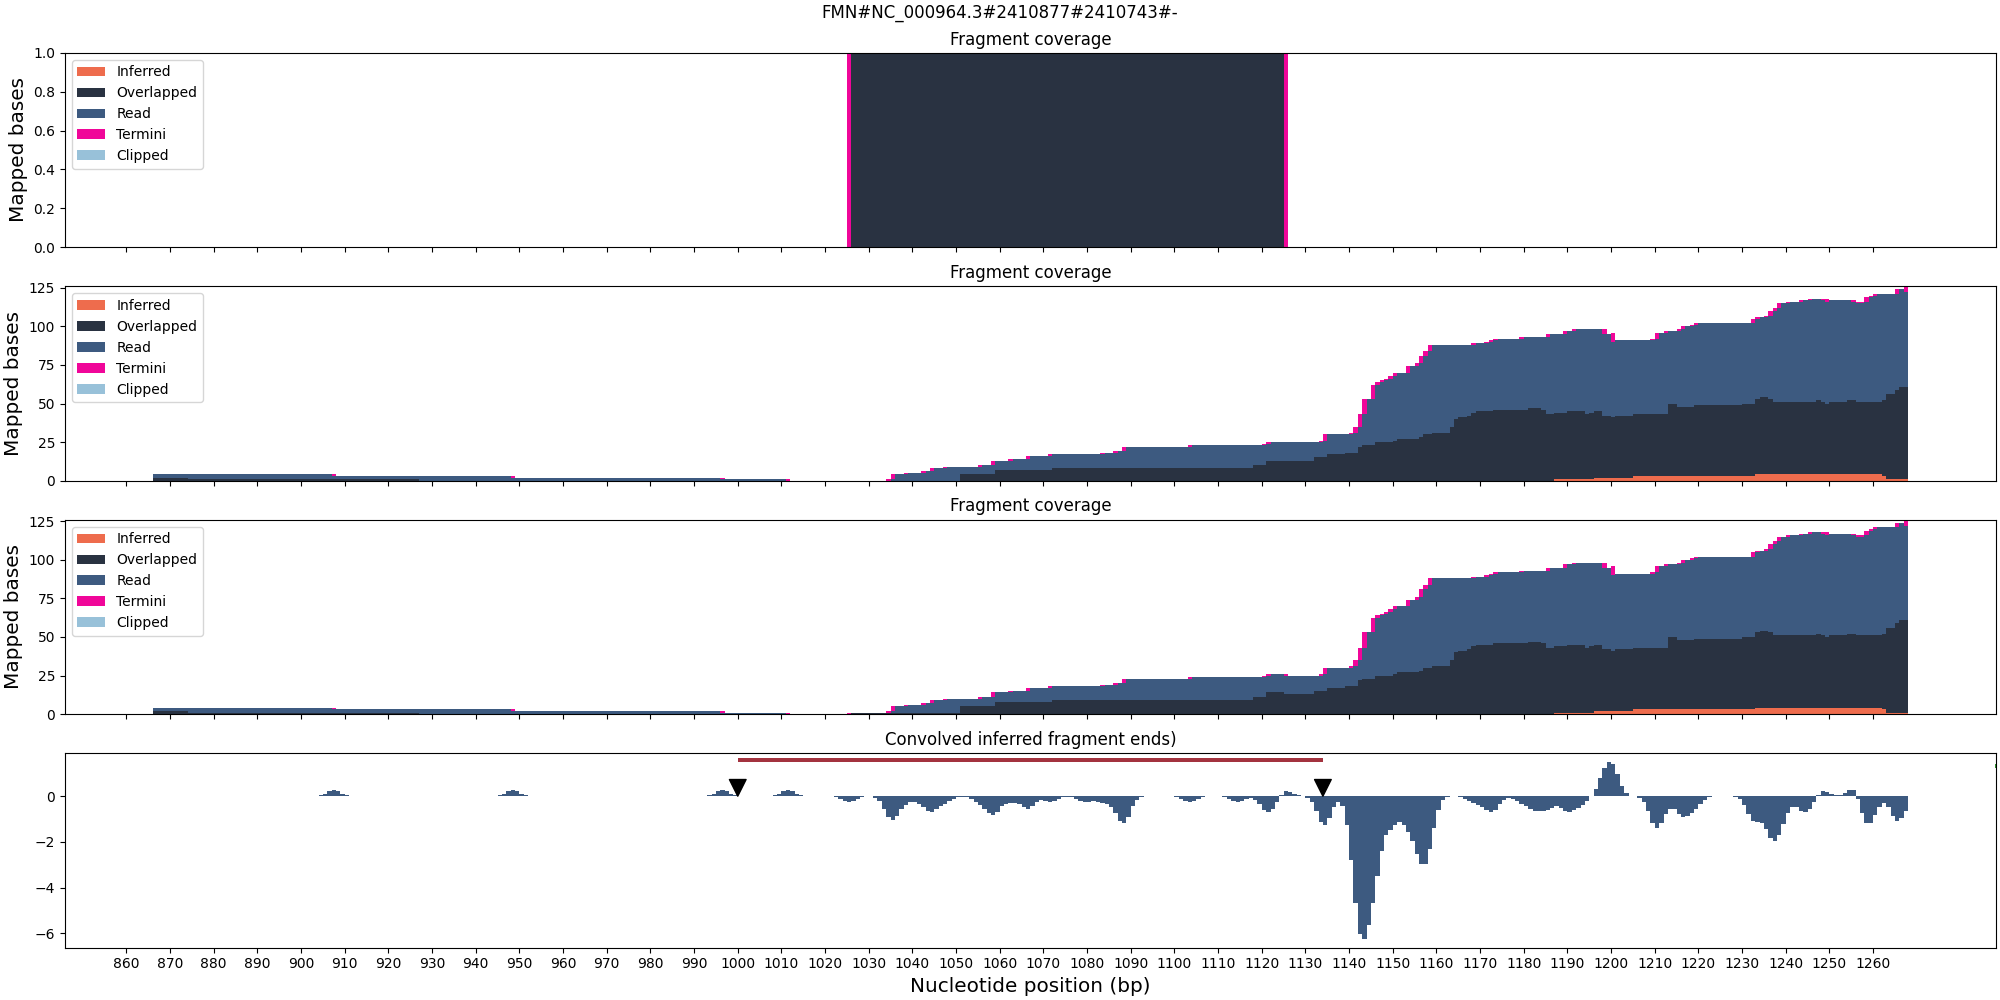 FMN#NC_000964.3#2410877#2410743#-
Fragment coverage
Mapped bases
1.0
0.8
0.6
0.4
0.2
0.0
Inferred
Overlapped
Read
Termini
Clipped
Fragment coverage
Mapped bases
125
100
75
50
25
0
Inferred
Overlapped
Read
Termini
Clipped
Fragment coverage
Mapped bases
125
100
75
50
25
0
Inferred
Overlapped
Read
Termini
Clipped
Convolved inferred fragment ends)
0
−2
−4
−6
860 870 880 890 900 910 920 930 940 950 960 970 980 990 1000 1010 1020 1030 1040 1050 1060 1070 1080 1090 1100 1110 1120 1130 1140 1150 1160 1170 1180 1190 1200 1210 1220 1230 1240 1250 1260
Nucleotide position (bp)